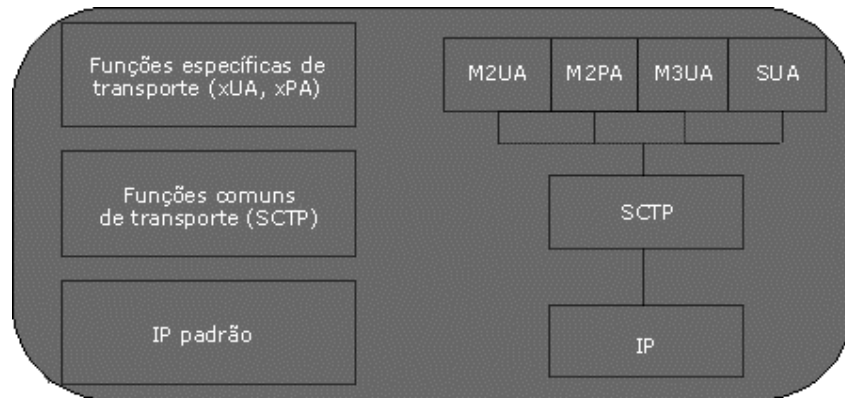 Funções específicas de
transporte (xUA, xPA)
M2UA
M2PA
M3UA
SUA
Funções comuns
de transporte (SCTP)
SCTP
IP padrão
IP